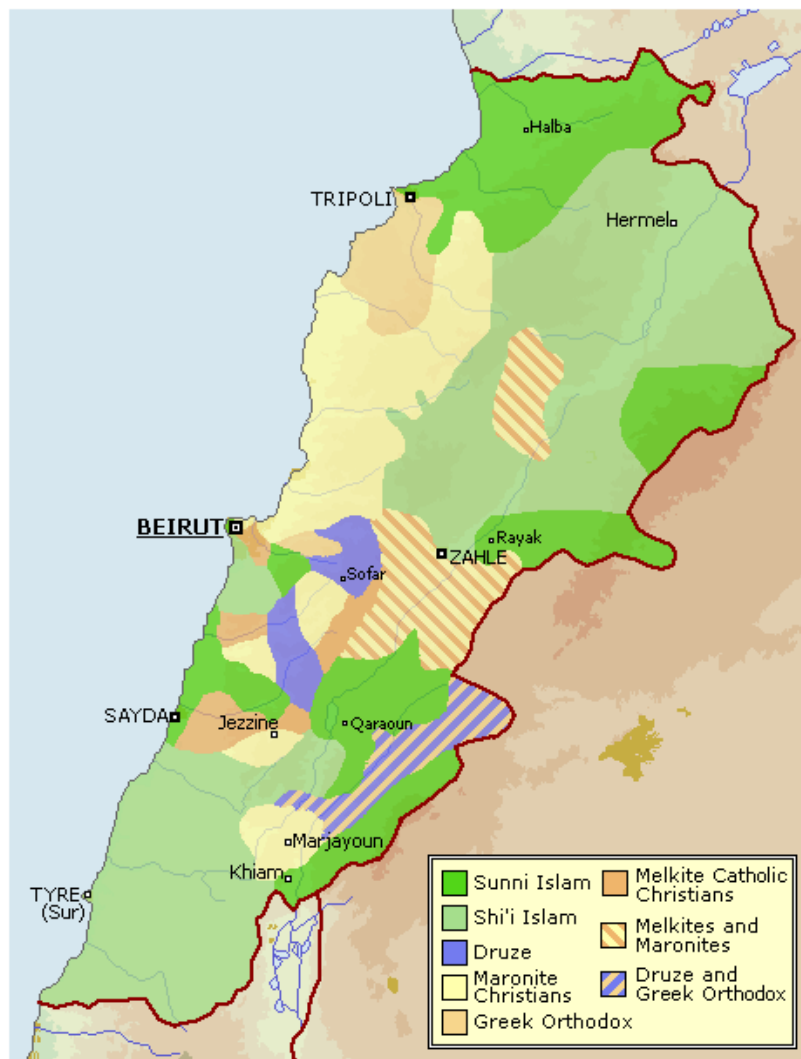 Halba
TRIPOLI
Hermel
BEIRUT
Rayak
ZAHLE
Sofar
SAYDA
Jezzine
Qaraoun
Marjayoun
Khiam
TYRE
(Sur)
Sunni Islam
Shi'i Islam
Druze
Maronite
Christians
Greek Orthodox
Melkite Catholic
Christians
Melkites and
Maronites
Druze and
Greek Orthodox